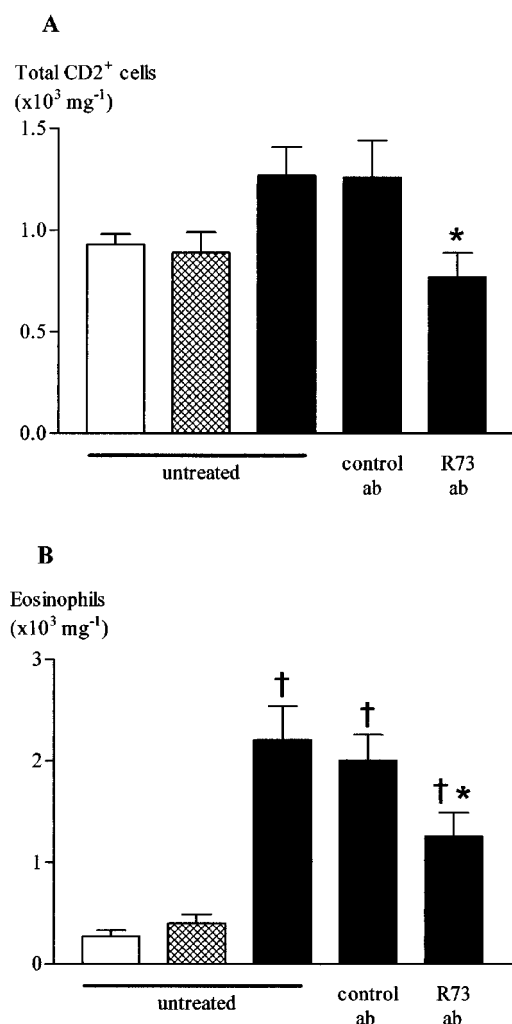 A
Total CD2⁺ cells
(x10³ mg⁻¹)
1.5
1.0
*
0.5
0.0
untreated
control
ab
R73
ab
B
Eosinophils
(x10³ mg⁻¹)
3
†
†
2
† *
1
0
untreated
control
ab
R73
ab